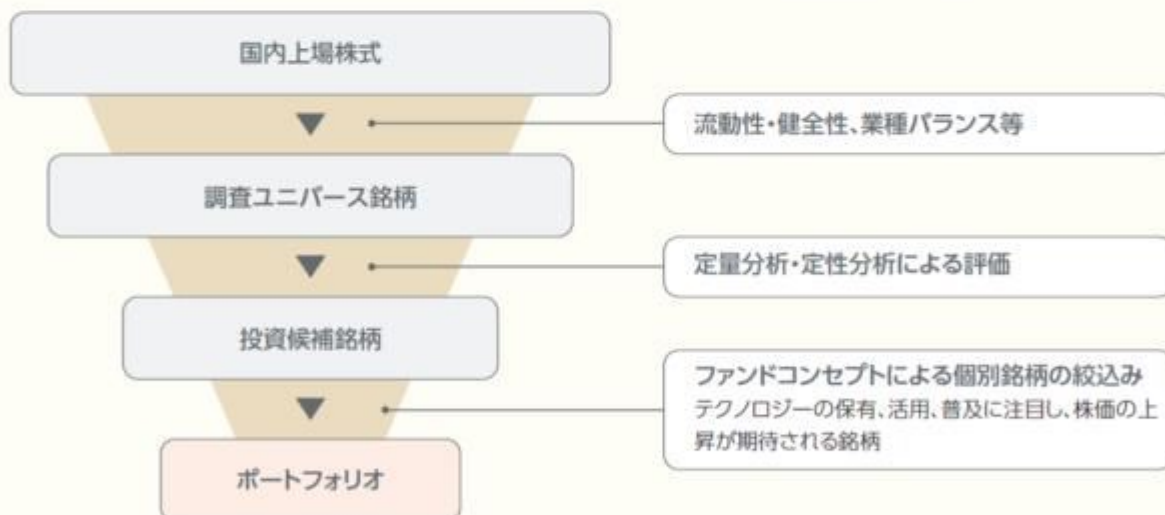 国内上場株式
▼
流動性・健全性、業種バランス等
調査ユニバース銘柄
▼
定量分析・定性分析による評価
投資候補銘柄
▼
ファンドコンセプトによる個別銘柄の絞込み
テクノロジーの保有、活用、普及に注目し、株価の上
昇が期待される銘柄
ポートフォリオ